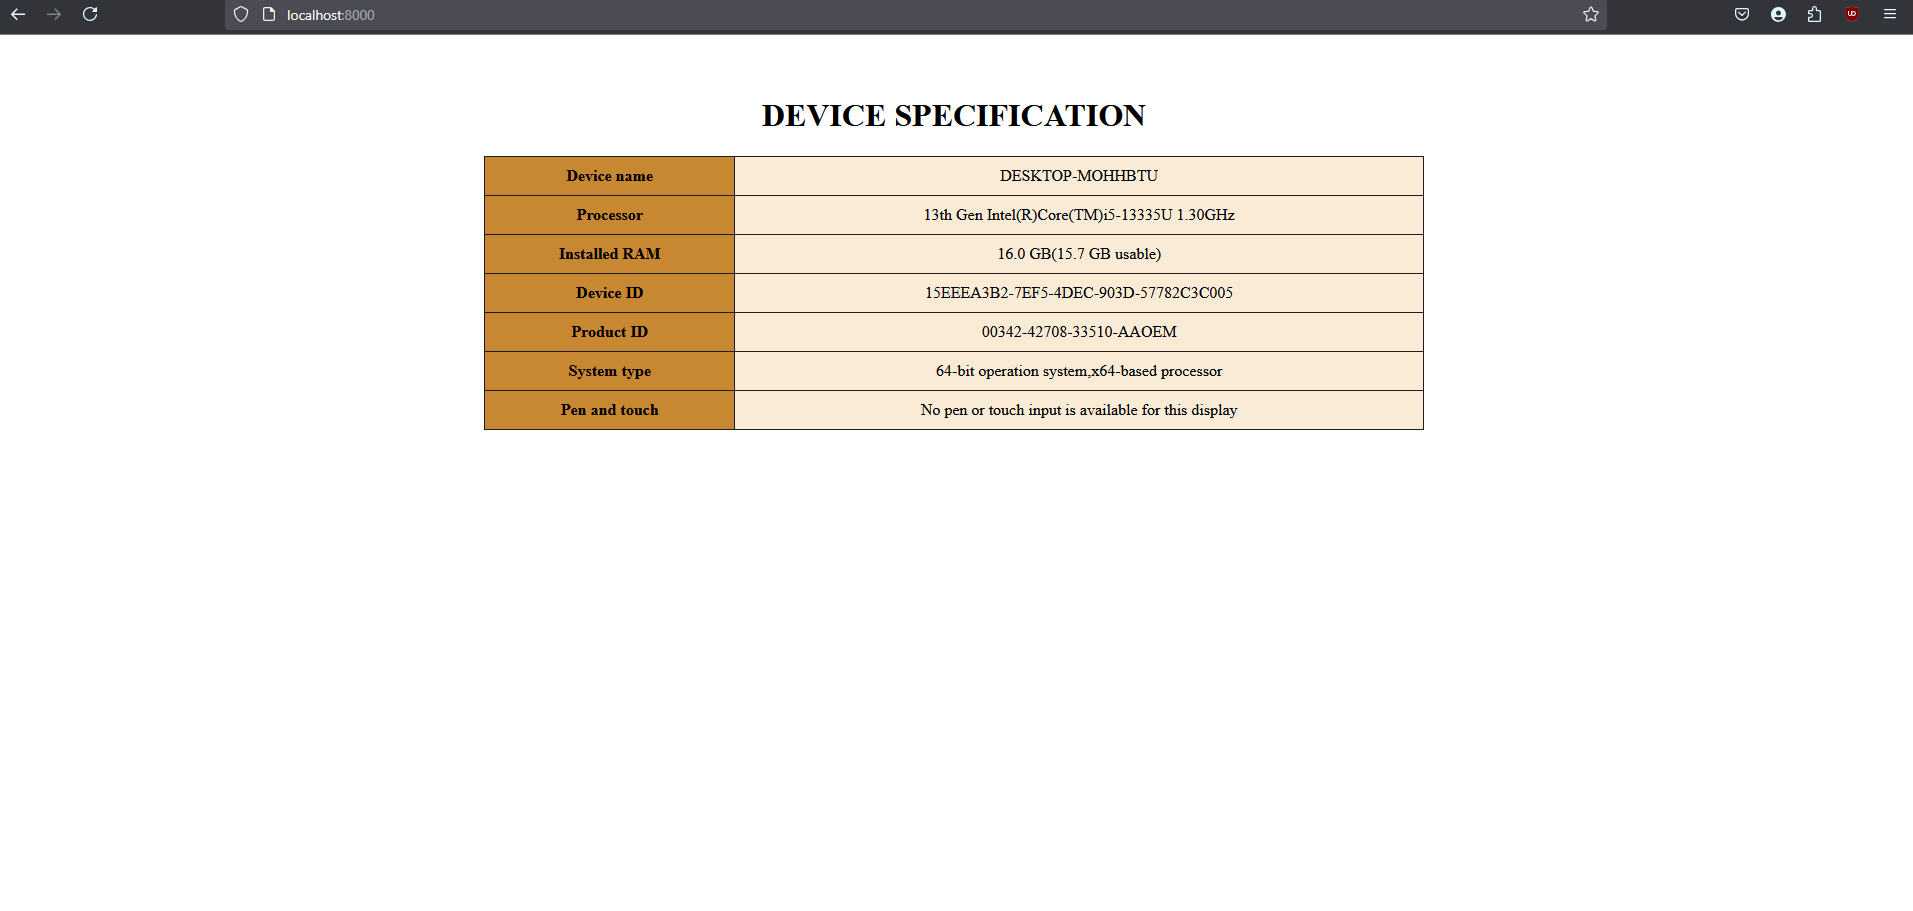 localhost:8000
DEVICE SPECIFICATION
Device name DESKTOP-MOHHBTU
Processor 13th Gen Intel(R)Core(TM)i5-13335U 1.30GHz
Installed RAM 16.0 GB(15.7 GB usable)
Device ID 15EEEA3B2-7EF5-4DEC-903D-57782C3C005
Product ID 00342-42708-33510-AAOEM
System type 64-bit operation system,x64-based processor
Pen and touch No pen or touch input is available for this display